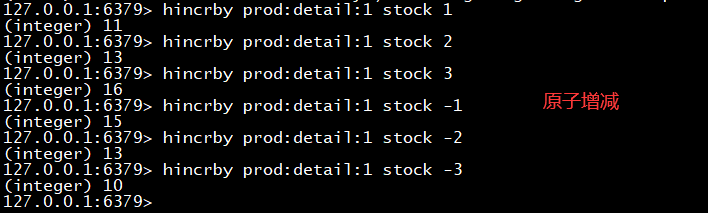 127.0.0.1:6379> hincrby prod:detail:1 stock 1
(integer) 11
127.0.0.1:6379> hincrby prod:detail:1 stock 2
(integer) 13
127.0.0.1:6379> hincrby prod:detail:1 stock 3
(integer) 16
127.0.0.1:6379> hincrby prod:detail:1 stock -1
原子增减
(integer) 15
127.0.0.1:6379> hincrby prod:detail:1 stock -2
(integer) 13
127.0.0.1:6379> hincrby prod:detail:1 stock -3
(integer) 10
127.0.0.1:6379>